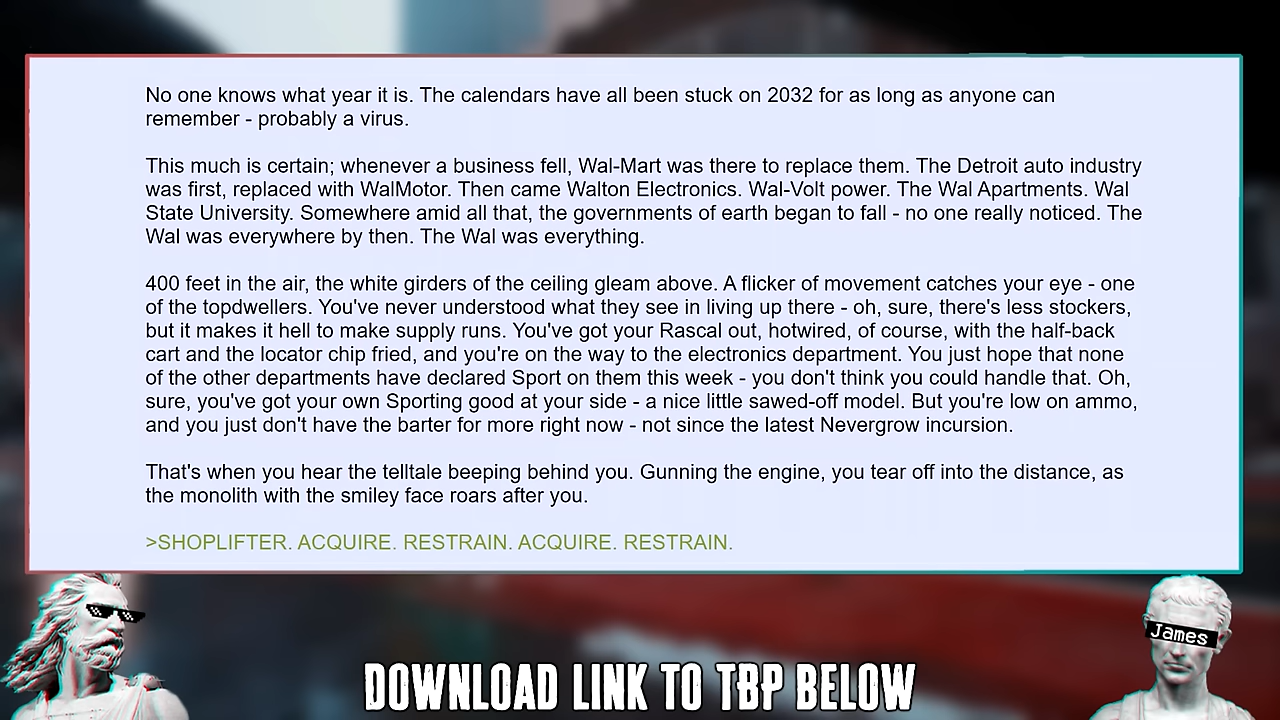 No one knows what year it is. The calendars have all been stuck on 2032 for as long as anyone can
remember - probably a virus.
This much is certain; whenever a business fell, Wal-Mart was there to replace them. The Detroit auto industry
was first, replaced with WalMotor. Then came Walton Electronics. Wal-Volt power. The Wal Apartments. Wal
State University. Somewhere amid all that, the governments of earth began to fall - no one really noticed. The
Wal was everywhere by then. The Wal was everything.
400 feet in the air, the white girders of the ceiling gleam above. A flicker of movement catches your eye - one
of the topdwellers. You've never understood what they see in living up there - oh, sure, there's less stockers,
but it makes it hell to make supply runs. You've got your Rascal out, hotwired, of course, with the half-back
cart and the locator chip fried, and you're on the way to the electronics department. You just hope that none
of the other departments have declared Sport on them this week - you don't think you could handle that. Oh,
sure, you've got your own Sporting good at your side - a nice little sawed-off model. But you're low on ammo,
and you just don't have the barter for more right now - not since the latest Nevergrow incursion.
That's when you hear the telltale beeping behind you. Gunning the engine, you tear off into the distance, as
the monolith with the smiley face roars after you.
>SHOPLIFTER. ACQUIRE. RESTRAIN. ACQUIRE. RESTRAIN.
James
DOWNLOAD LINK TO TBP BELOW